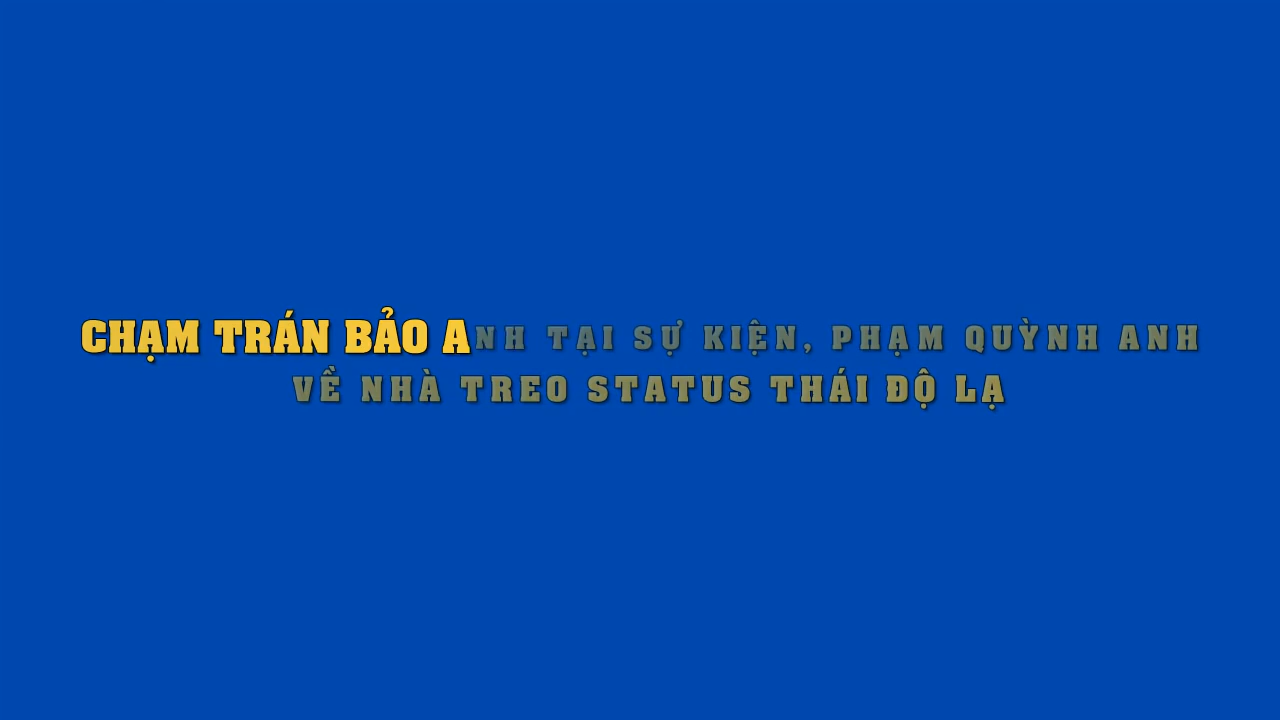 CHẠM TRÁN BẢO ANH TẠI SỰ KIỆN, PHẠM QUỲNH ANH
VỀ NHÀ TREO STATUS THÁI ĐỘ LẠ